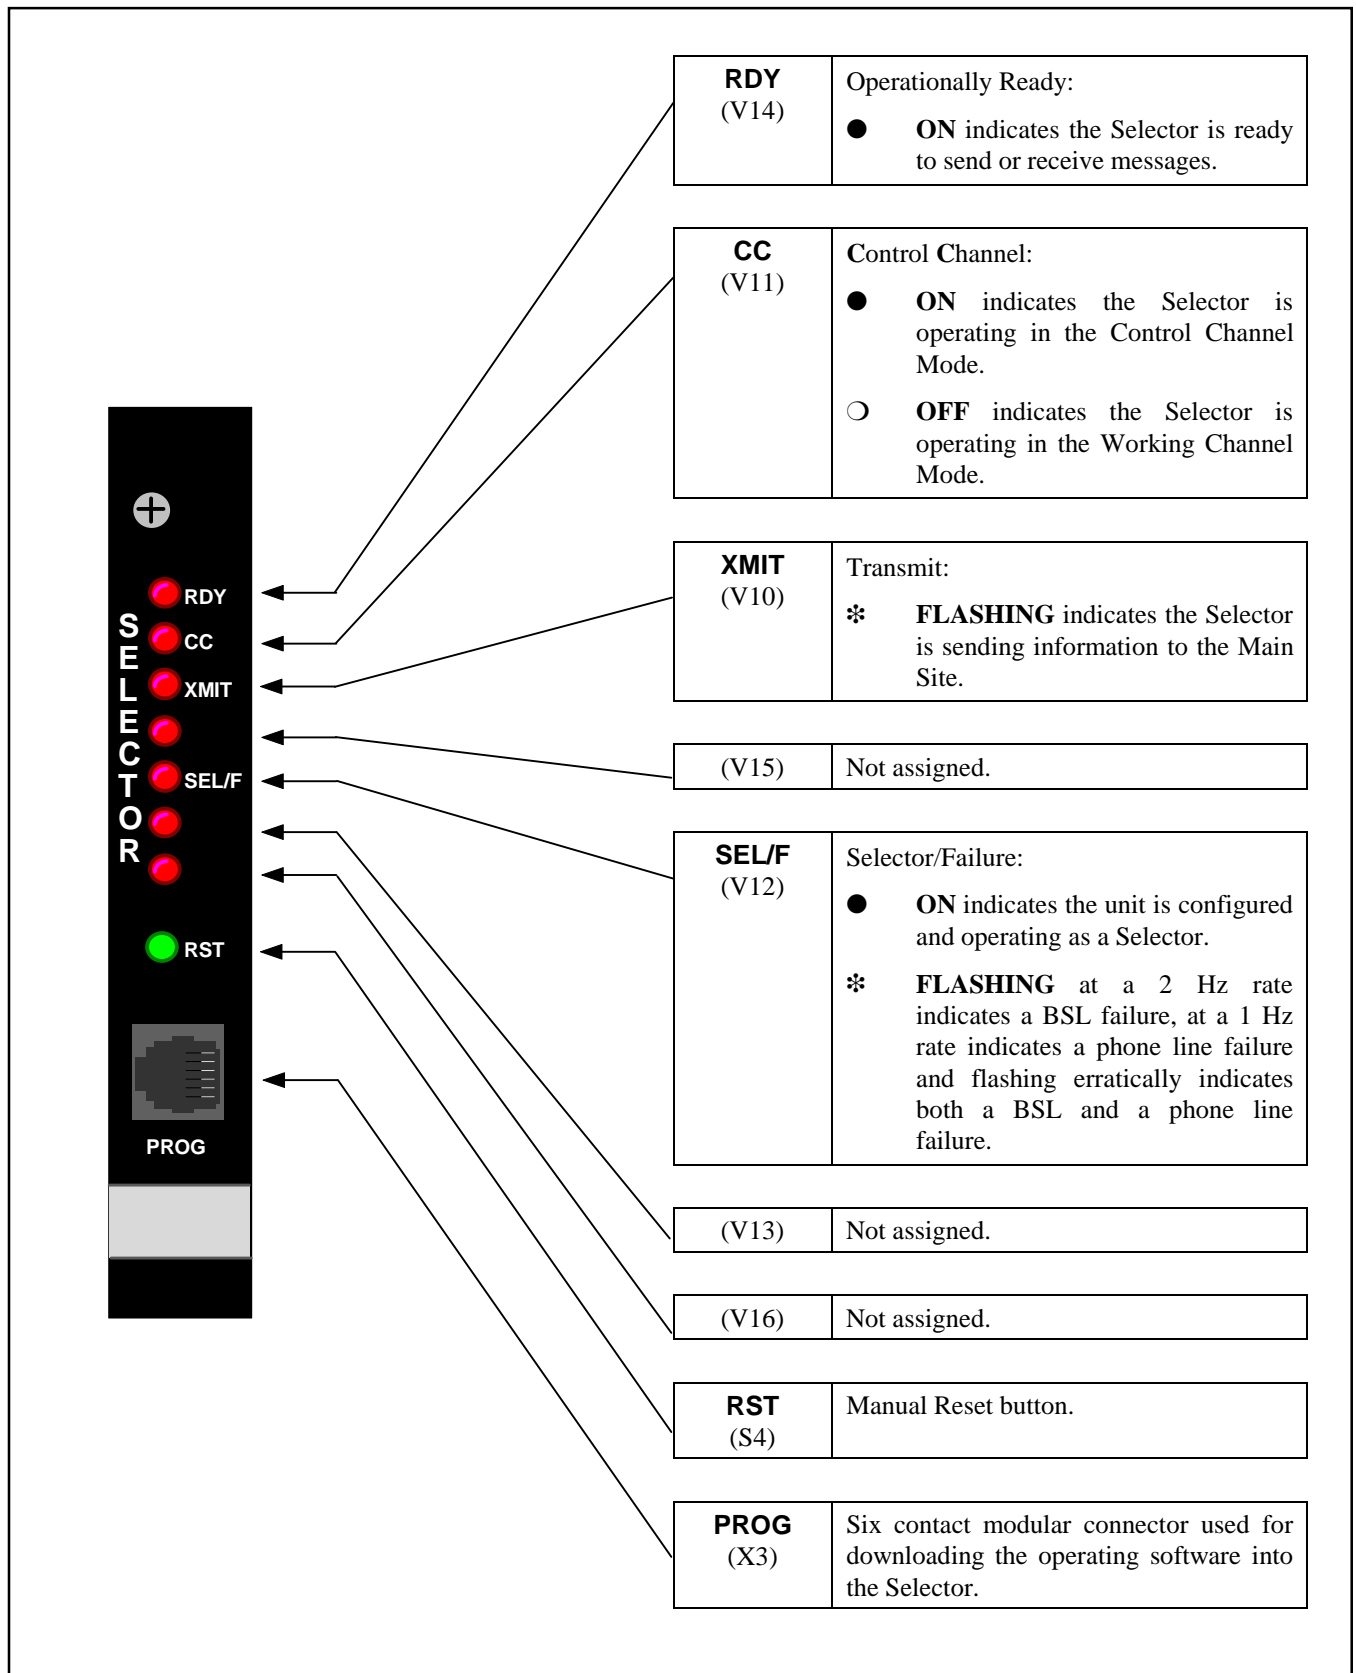 RDY
(V14)
Operationally Ready:
● ON indicates the Selector is ready
to send or receive messages.
CC
(V11)
Control Channel:
● ON indicates the Selector is
operating in the Control Channel
Mode.
❍ OFF indicates the Selector is
operating in the Working Channel
Mode.
XMIT
(V10)
Transmit:
❇ FLASHING indicates the Selector
is sending information to the Main
Site.
(V15)
Not assigned.
SEL/F
(V12)
Selector/Failure:
● ON indicates the unit is configured
and operating as a Selector.
❇ FLASHING at a 2 Hz rate
indicates a BSL failure, at a 1 Hz
rate indicates a phone line failure
and flashing erratically indicates
both a BSL and a phone line
failure.
(V13)
Not assigned.
(V16)
Not assigned.
RST
(S4)
Manual Reset button.
PROG
(X3)
Six contact modular connector used for
downloading the operating software into
the Selector.
SELECTOR
RDY
CC
XMIT
SEL/F
RST
PROG